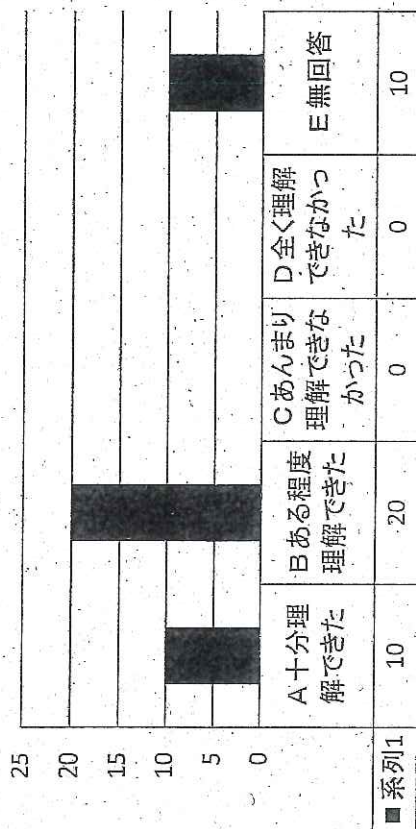 25
20
15
10
5
0
A十分理
解できた
Bある程度
理解できた
Cあんまり
理解できな
かった
D全く理解
できなかっ
た
E無回答
■系列1
10
20
0
0
10